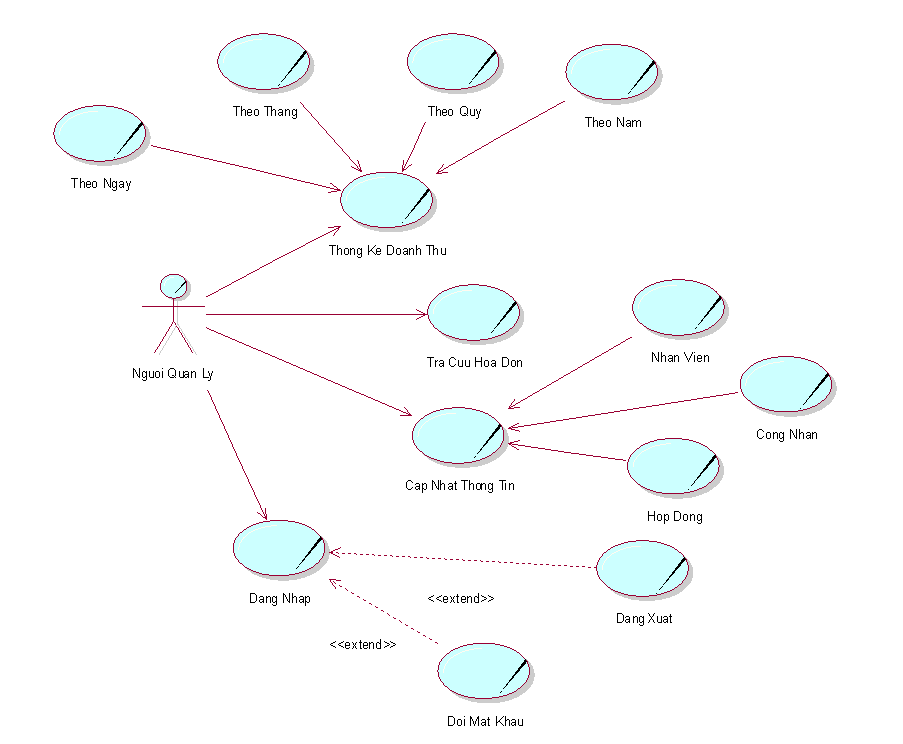 Theo Thang
Theo Quy
Theo Nam
Theo Ngay
Thong Ke Doanh Thu
Nguoi Quan Ly
Tra Cuu Hoa Don
Nhan Vien
Cong Nhan
Cap Nhat Thong Tin
Hop Dong
Dang Nhap
<<extend>>
Dang Xuat
<<extend>>
Doi Mat Khau